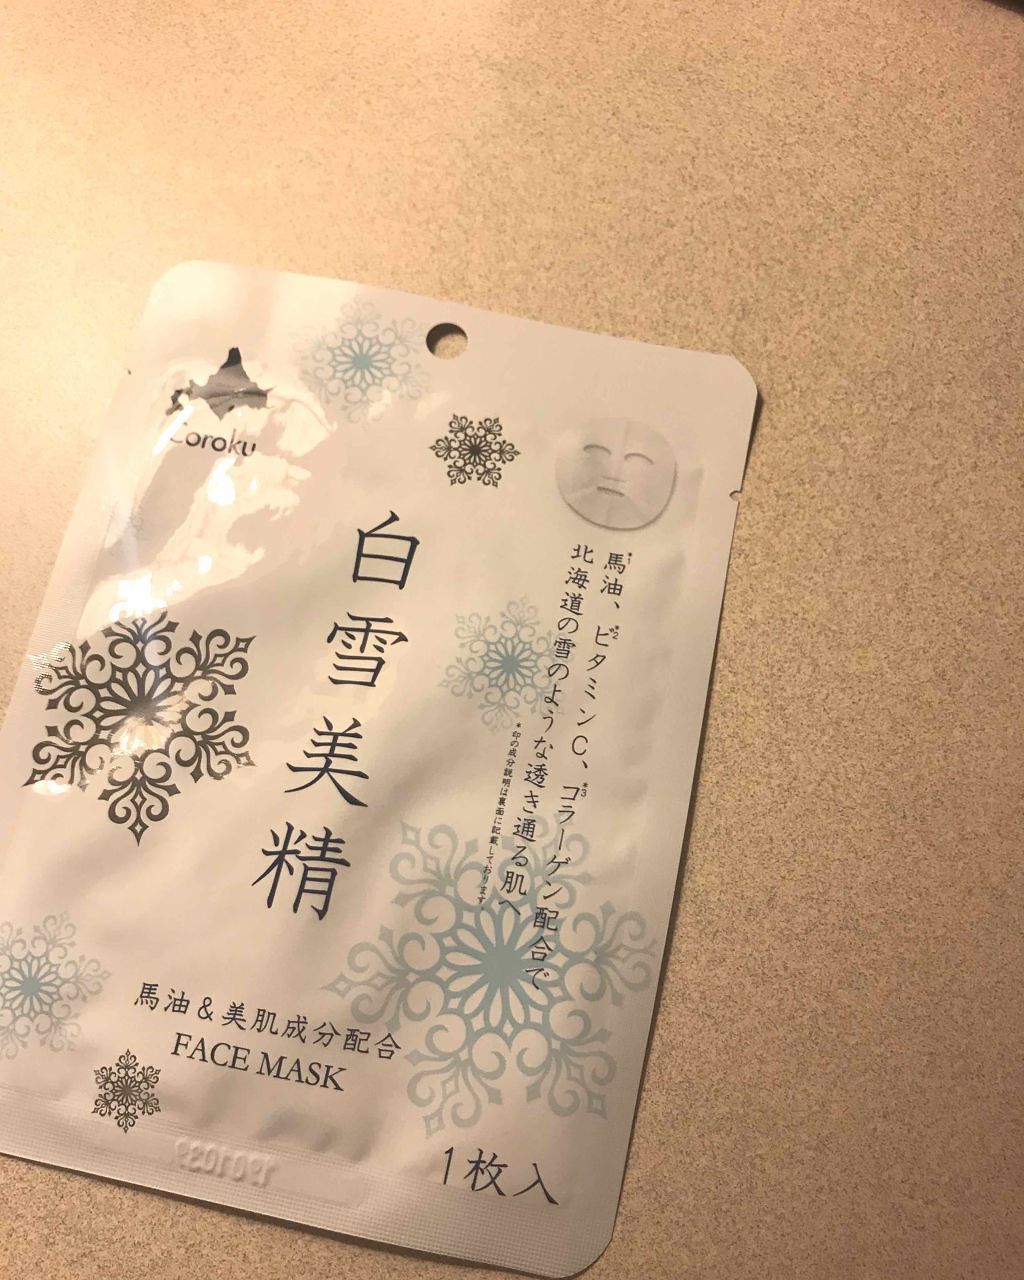 Coroku
白雪美精
*1馬油、*2ビタミンC、*3コラーゲン配合で
北海道の雪のような透き通る肌へ
*印の成分説明は裏面に記載しております
馬油&美肌成分配合
FACE MASK
1枚入